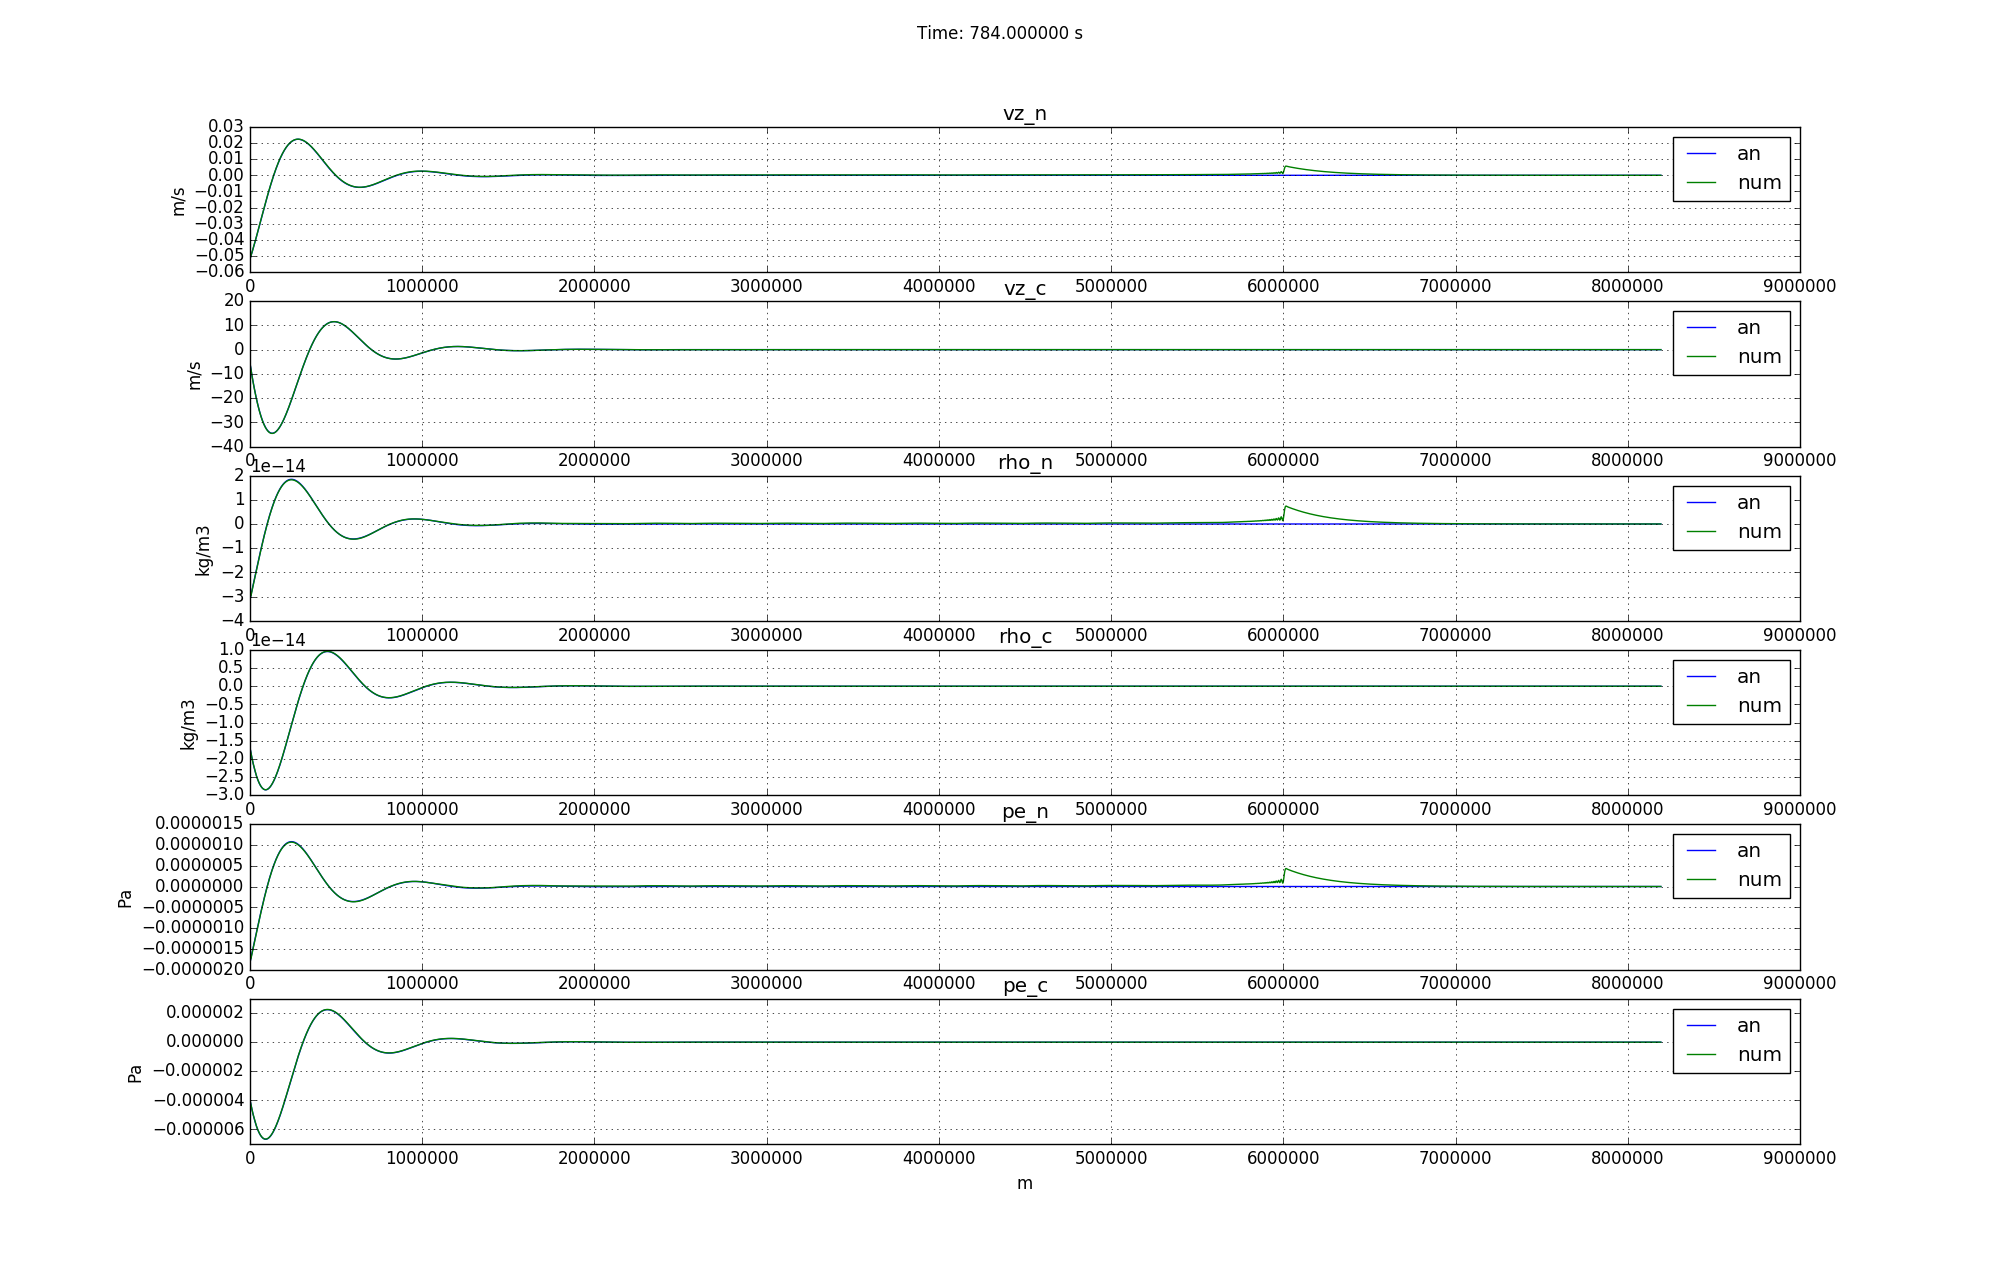 Time: 784.000000 s
vz_n
0.03
0.02
0.01
0.00
−0.01
−0.02
−0.03
−0.04
−0.05
−0.06
m/s
an
num
0 1000000 2000000 3000000 4000000 5000000 6000000 7000000 8000000 9000000
vz_c
20
10
0
−10
−20
−30
−40
m/s
an
num
0 1000000 2000000 3000000 4000000 5000000 6000000 7000000 8000000 9000000
1e−14
rho_n
2
1
0
−1
−2
−3
−4
kg/m3
an
num
0 1000000 2000000 3000000 4000000 5000000 6000000 7000000 8000000 9000000
1e−14
rho_c
1.0
0.5
0.0
−0.5
−1.0
−1.5
−2.0
−2.5
−3.0
kg/m3
an
num
0 1000000 2000000 3000000 4000000 5000000 6000000 7000000 8000000 9000000
pe_n
0.0000015
0.0000010
0.0000005
0.0000000
−0.0000005
−0.0000010
−0.0000015
−0.0000020
Pa
an
num
0 1000000 2000000 3000000 4000000 5000000 6000000 7000000 8000000 9000000
pe_c
0.000002
0.000000
−0.000002
−0.000004
−0.000006
Pa
an
num
0 1000000 2000000 3000000 4000000 5000000 6000000 7000000 8000000 9000000
m